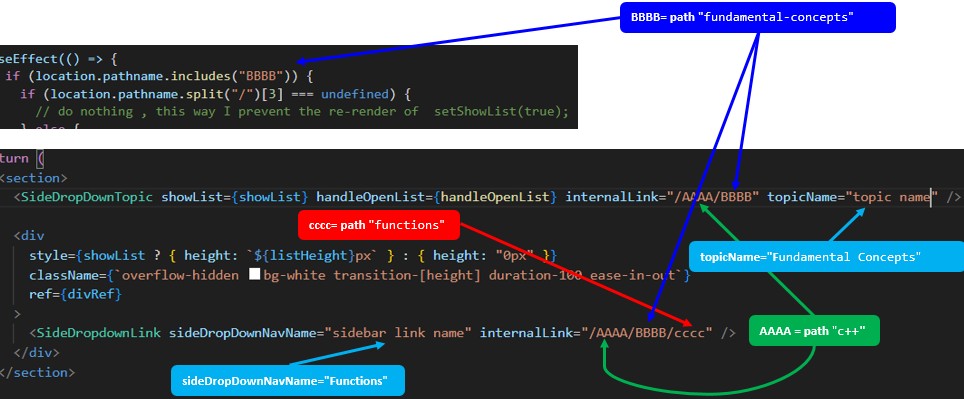 BBBB= path "fundamental-concepts"
seEffect(() => {
if (location.pathname.includes("BBBB")) {
if (location.pathname.split("/")[3] === undefined) {
// do nothing , this way I prevent the re-render of  setShowList(true);
} else {
turn (
<section>
<SideDropDownTopic showList={showList} handleOpenList={handleOpenList} internalLink="/AAAA/BBBB" topicName="topic name" />
cccc= path "functions"
<div
style={showList ? { height: `${listHeight}px` } : { height: "0px" }}
topicName="Fundamental Concepts"
className={`overflow-hidden bg-white transition-[height] duration-100 ease-in-out`}
ref={divRef}
>
<SideDropdownLink sideDropDownNavName="sidebar link name" internalLink="/AAAA/BBBB/cccc" />
AAAA = path "c++"
</div>
</section>
sideDropDownNavName="Functions"